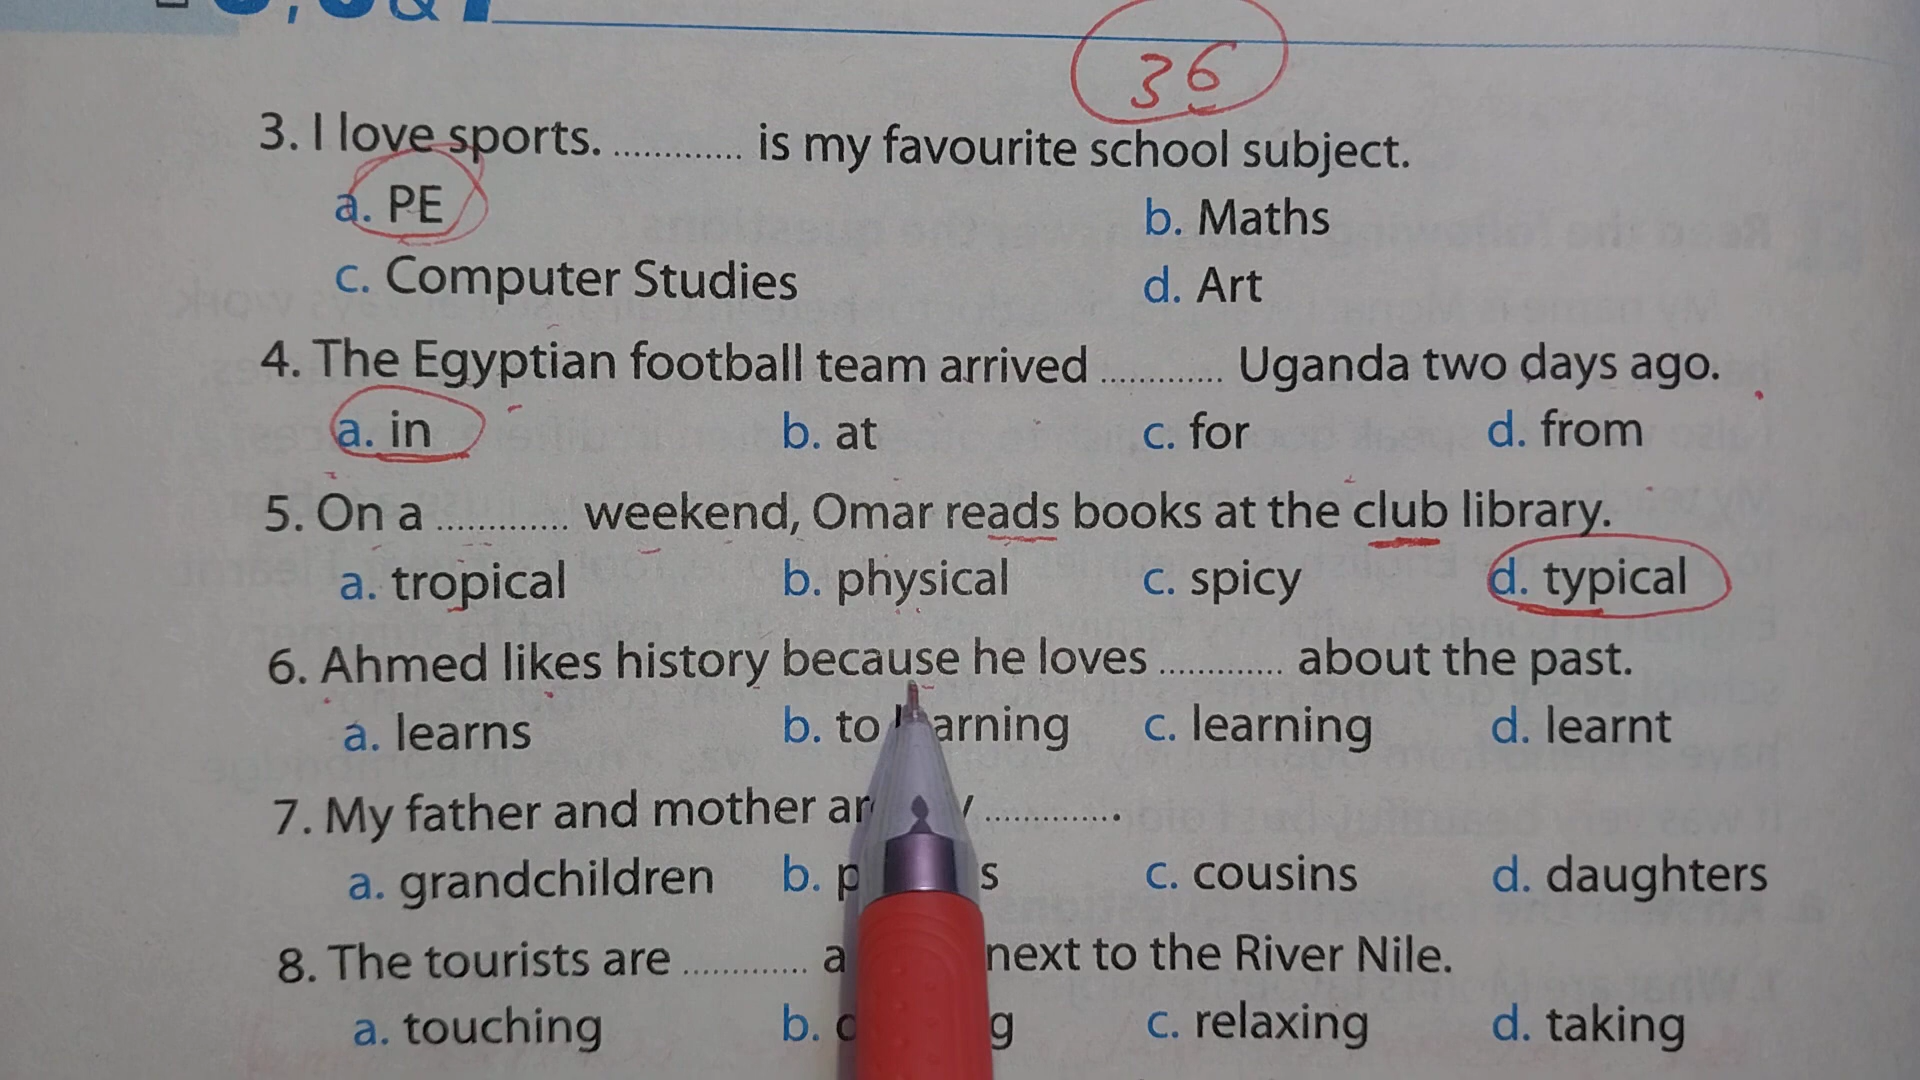 36
3. I love sports. ............. is my favourite school subject.
a. PE b. Maths
c. Computer Studies d. Art
4. The Egyptian football team arrived ............. Uganda two days ago.
a. in b. at c. for d. from
5. On a ............. weekend, Omar reads books at the club library.
a. tropical b. physical c. spicy d. typical
6. Ahmed likes history because he loves ............. about the past.
a. learns b. to learning c. learning d. learnt
7. My father and mother .............
a. grandchildren b. c. cousins d. daughters
8. The tourists are ............. next to the River Nile.
a. touching b. c. relaxing d. taking